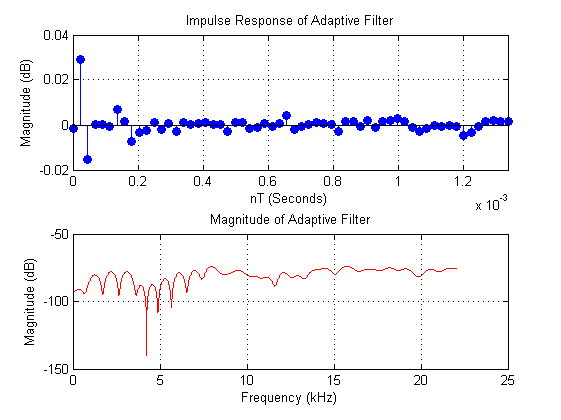 Impulse Response of Adaptive Filter
Magnitude (dB)
0.04
0.02
0
-0.02
0 0.2 0.4 0.6 0.8 1 1.2
nT (Seconds)
x 10^-3
Magnitude of Adaptive Filter
Magnitude (dB)
-50
-100
-150
0 5 10 15 20 25
Frequency (kHz)